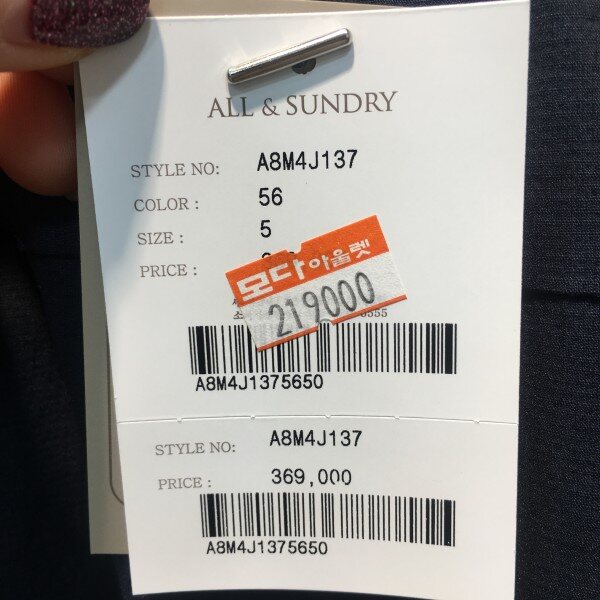 ALL & SUNDRY
STYLE NO: A8M4J137
COLOR : 56
SIZE : 5
PRICE :
모다아울렛
219000
A8M4J1375650
STYLE NO: A8M4J137
PRICE : 369,000
A8M4J1375650